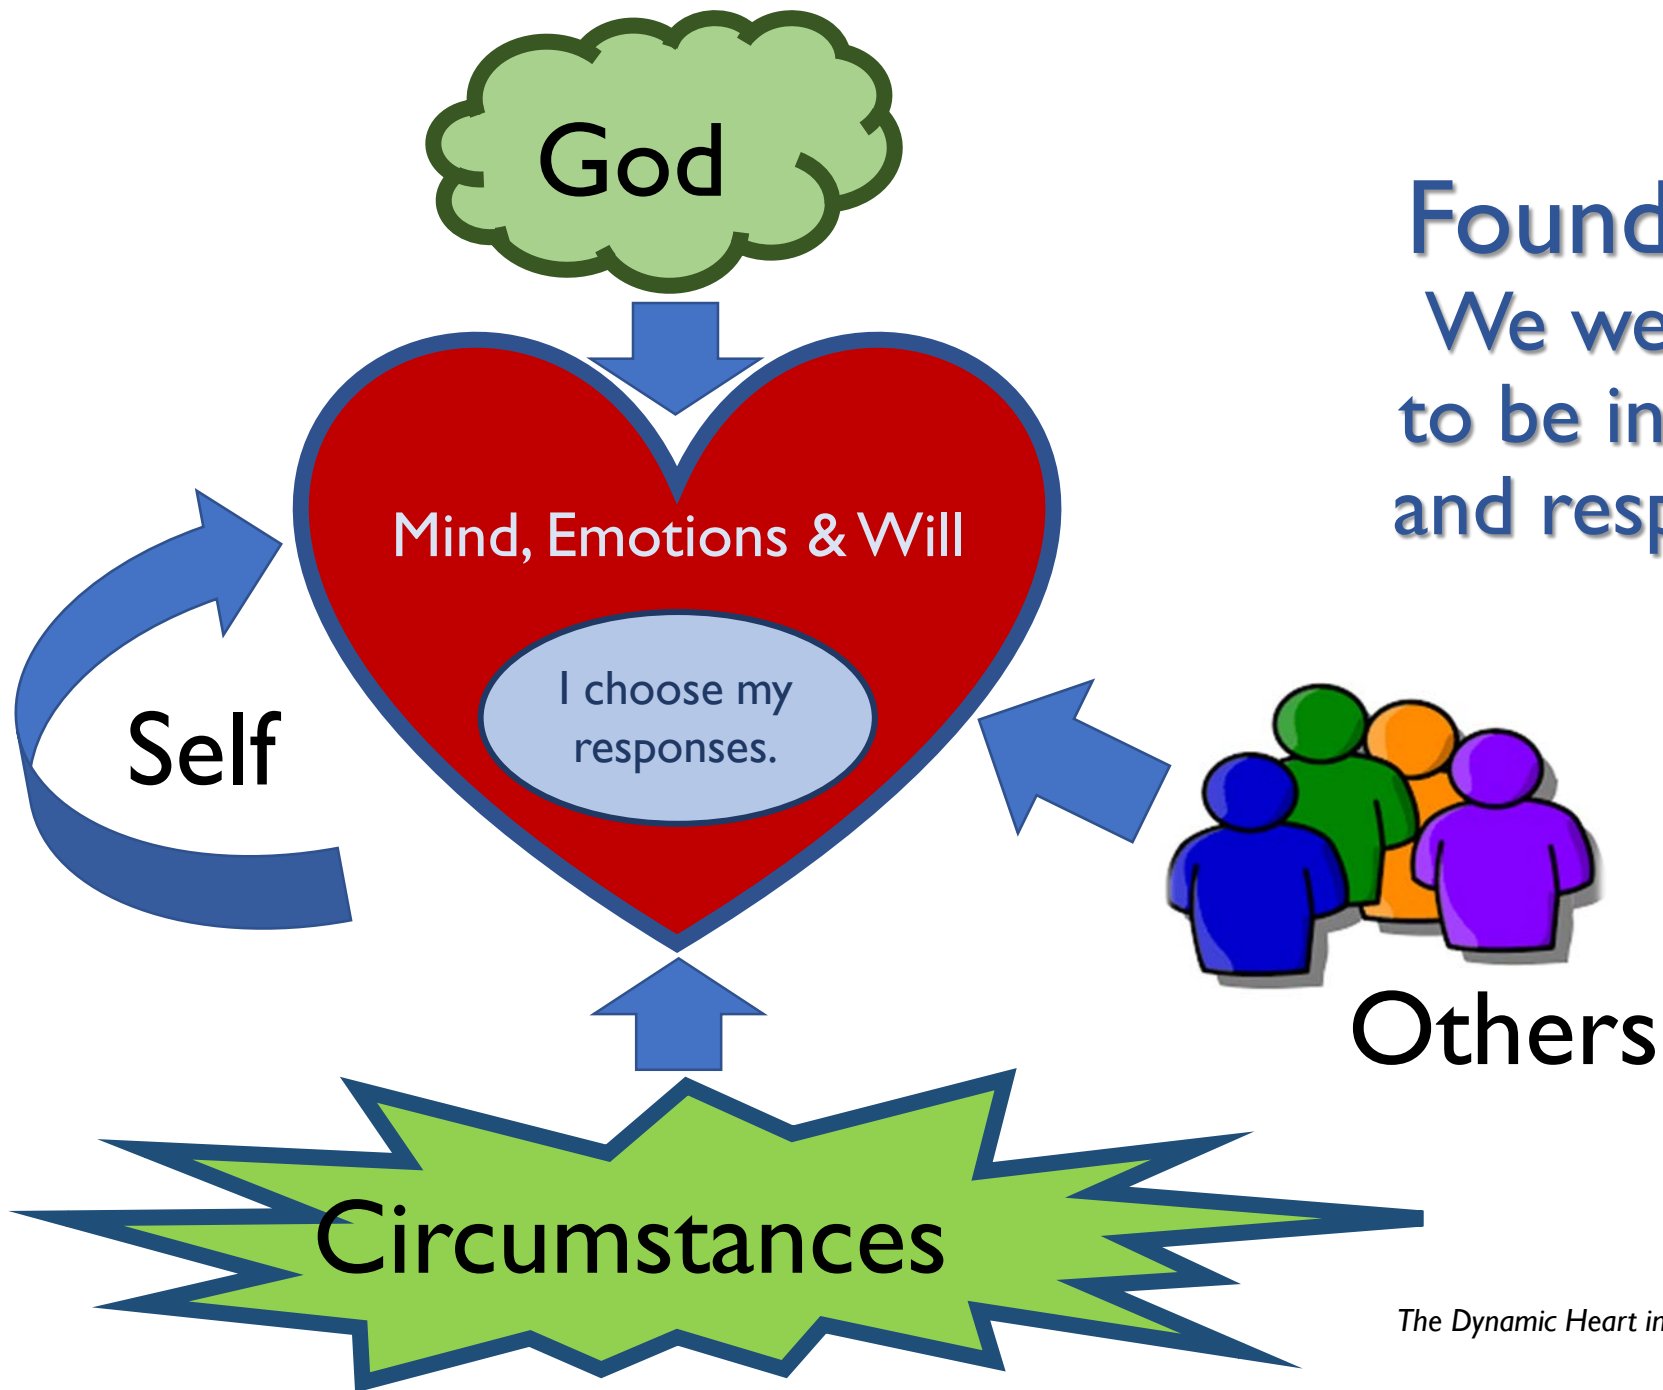 God
Found
We we
to be in
and resp
Mind, Emotions & Will
I choose my
responses.
Self
Others
Circumstances
The Dynamic Heart in